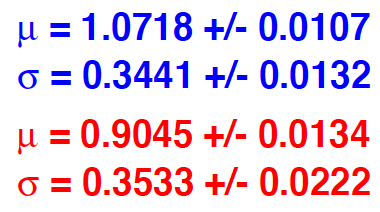 μ = 1.0718 +/- 0.0107
σ = 0.3441 +/- 0.0132
μ = 0.9045 +/- 0.0134
σ = 0.3533 +/- 0.0222